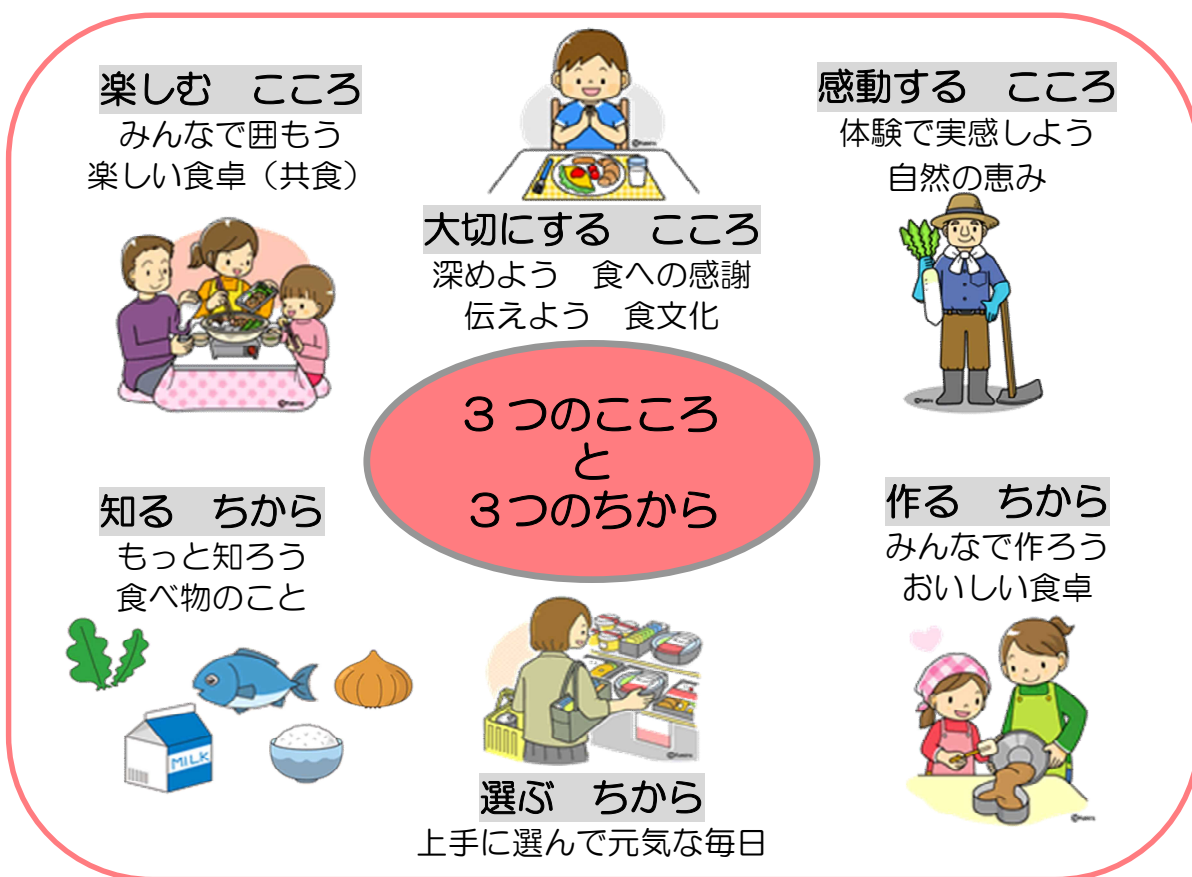 楽しむ　こころ
みんなで囲もう
楽しい食卓（共食）
大切にする　こころ
深めよう　食への感謝
伝えよう　食文化
感動する　こころ
体験で実感しよう
自然の恵み
３つのこころ
と
３つのちから
知る　ちから
もっと知ろう
食べ物のこと
MILK
選ぶ　ちから
上手に選んで元気な毎日
作る　ちから
みんなで作ろう
おいしい食卓